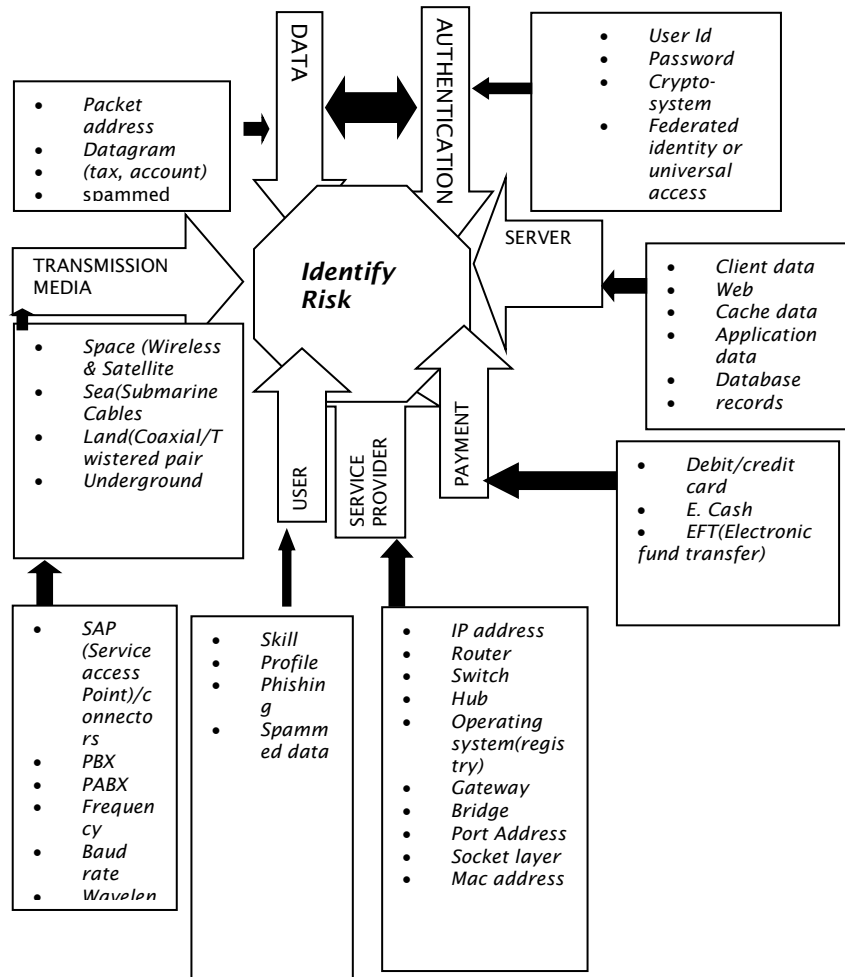 DATA
AUTHENTICATION
• User Id
• Password
• Crypto-
system
• Federated
identity or
universal
access
• Packet
address
• Datagram
• (tax, account)
• spammed
TRANSMISSION
MEDIA
Identify
Risk
SERVER
• Client data
• Web
• Cache data
• Application
data
• Database
• records
• Space (Wireless
& Satellite
• Sea(Submarine
Cables
• Land(Coaxial/T
wistered pair
• Underground
USER
SERVICE
PROVIDER
PAYMENT
• Debit/credit
card
• E. Cash
• EFT(Electronic
fund transfer)
• SAP
(Service
access
Point)/c
onnecto
rs
• PBX
• PABX
• Frequen
cy
• Baud
rate
• Wavelen
• Skill
• Profile
• Phishin
g
• Spamm
ed data
• IP address
• Router
• Switch
• Hub
• Operating
system(regis
try)
• Gateway
• Bridge
• Port Address
• Socket layer
• Mac address